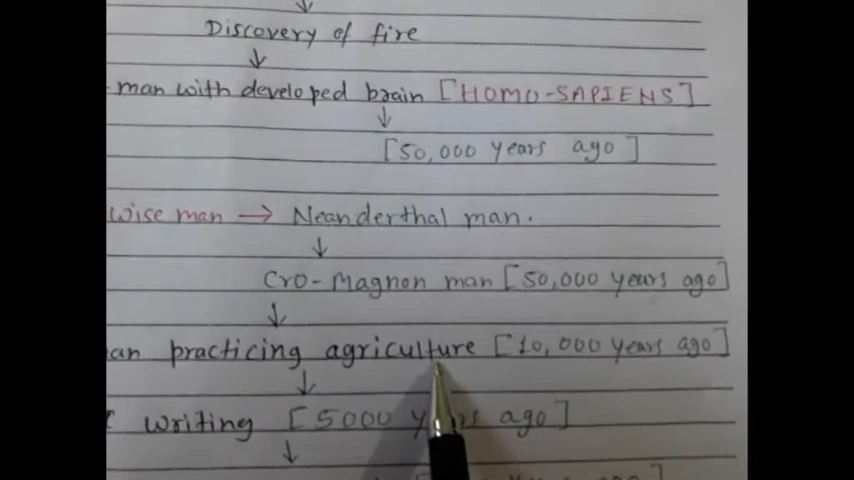 Discovery of fire
man with developed brain [HOMO-SAPIENS]
[50,000 years ago]
wise man → Neanderthal man.
Cro-Magnon man [50,000 years ago]
practicing agriculture [10,000 years ago]
writing [5000 years ago]